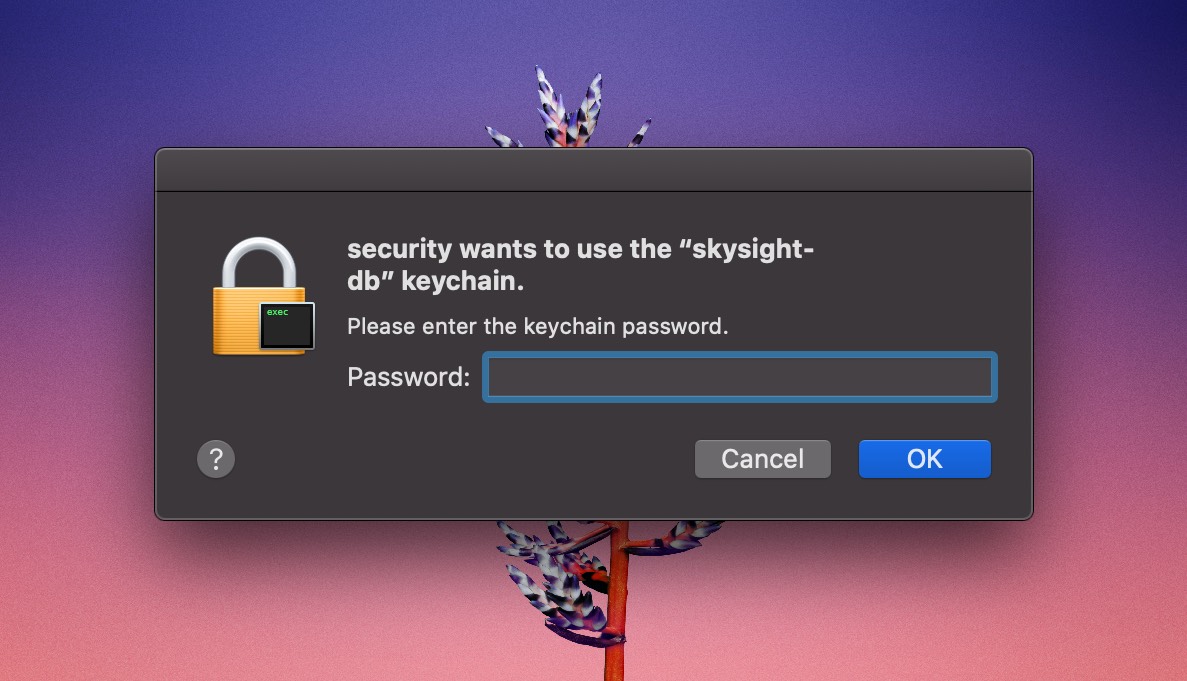 security wants to use the “skysight-
db” keychain.
exec
Please enter the keychain password.
Password:
?
Cancel
OK